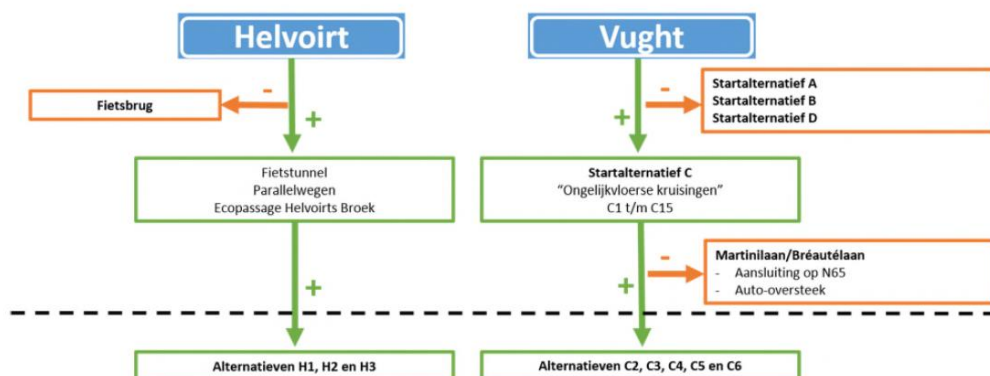 Helvoirt
Vught
-
Fietsbrug
+
-
Startalternatief A
Startalternatief B
Startalternatief D
+
Fietstunnel
Parallelwegen
Ecopassage Helvoirts Broek
Startalternatief C
"Ongelijkvloerse kruisingen"
C1 t/m C15
+
-
Martinilaan/Bréautélaan
- Aansluiting op N65
- Auto-oversteek
+
Alternatieven H1, H2 en H3
Alternatieven C2, C3, C4, C5 en C6